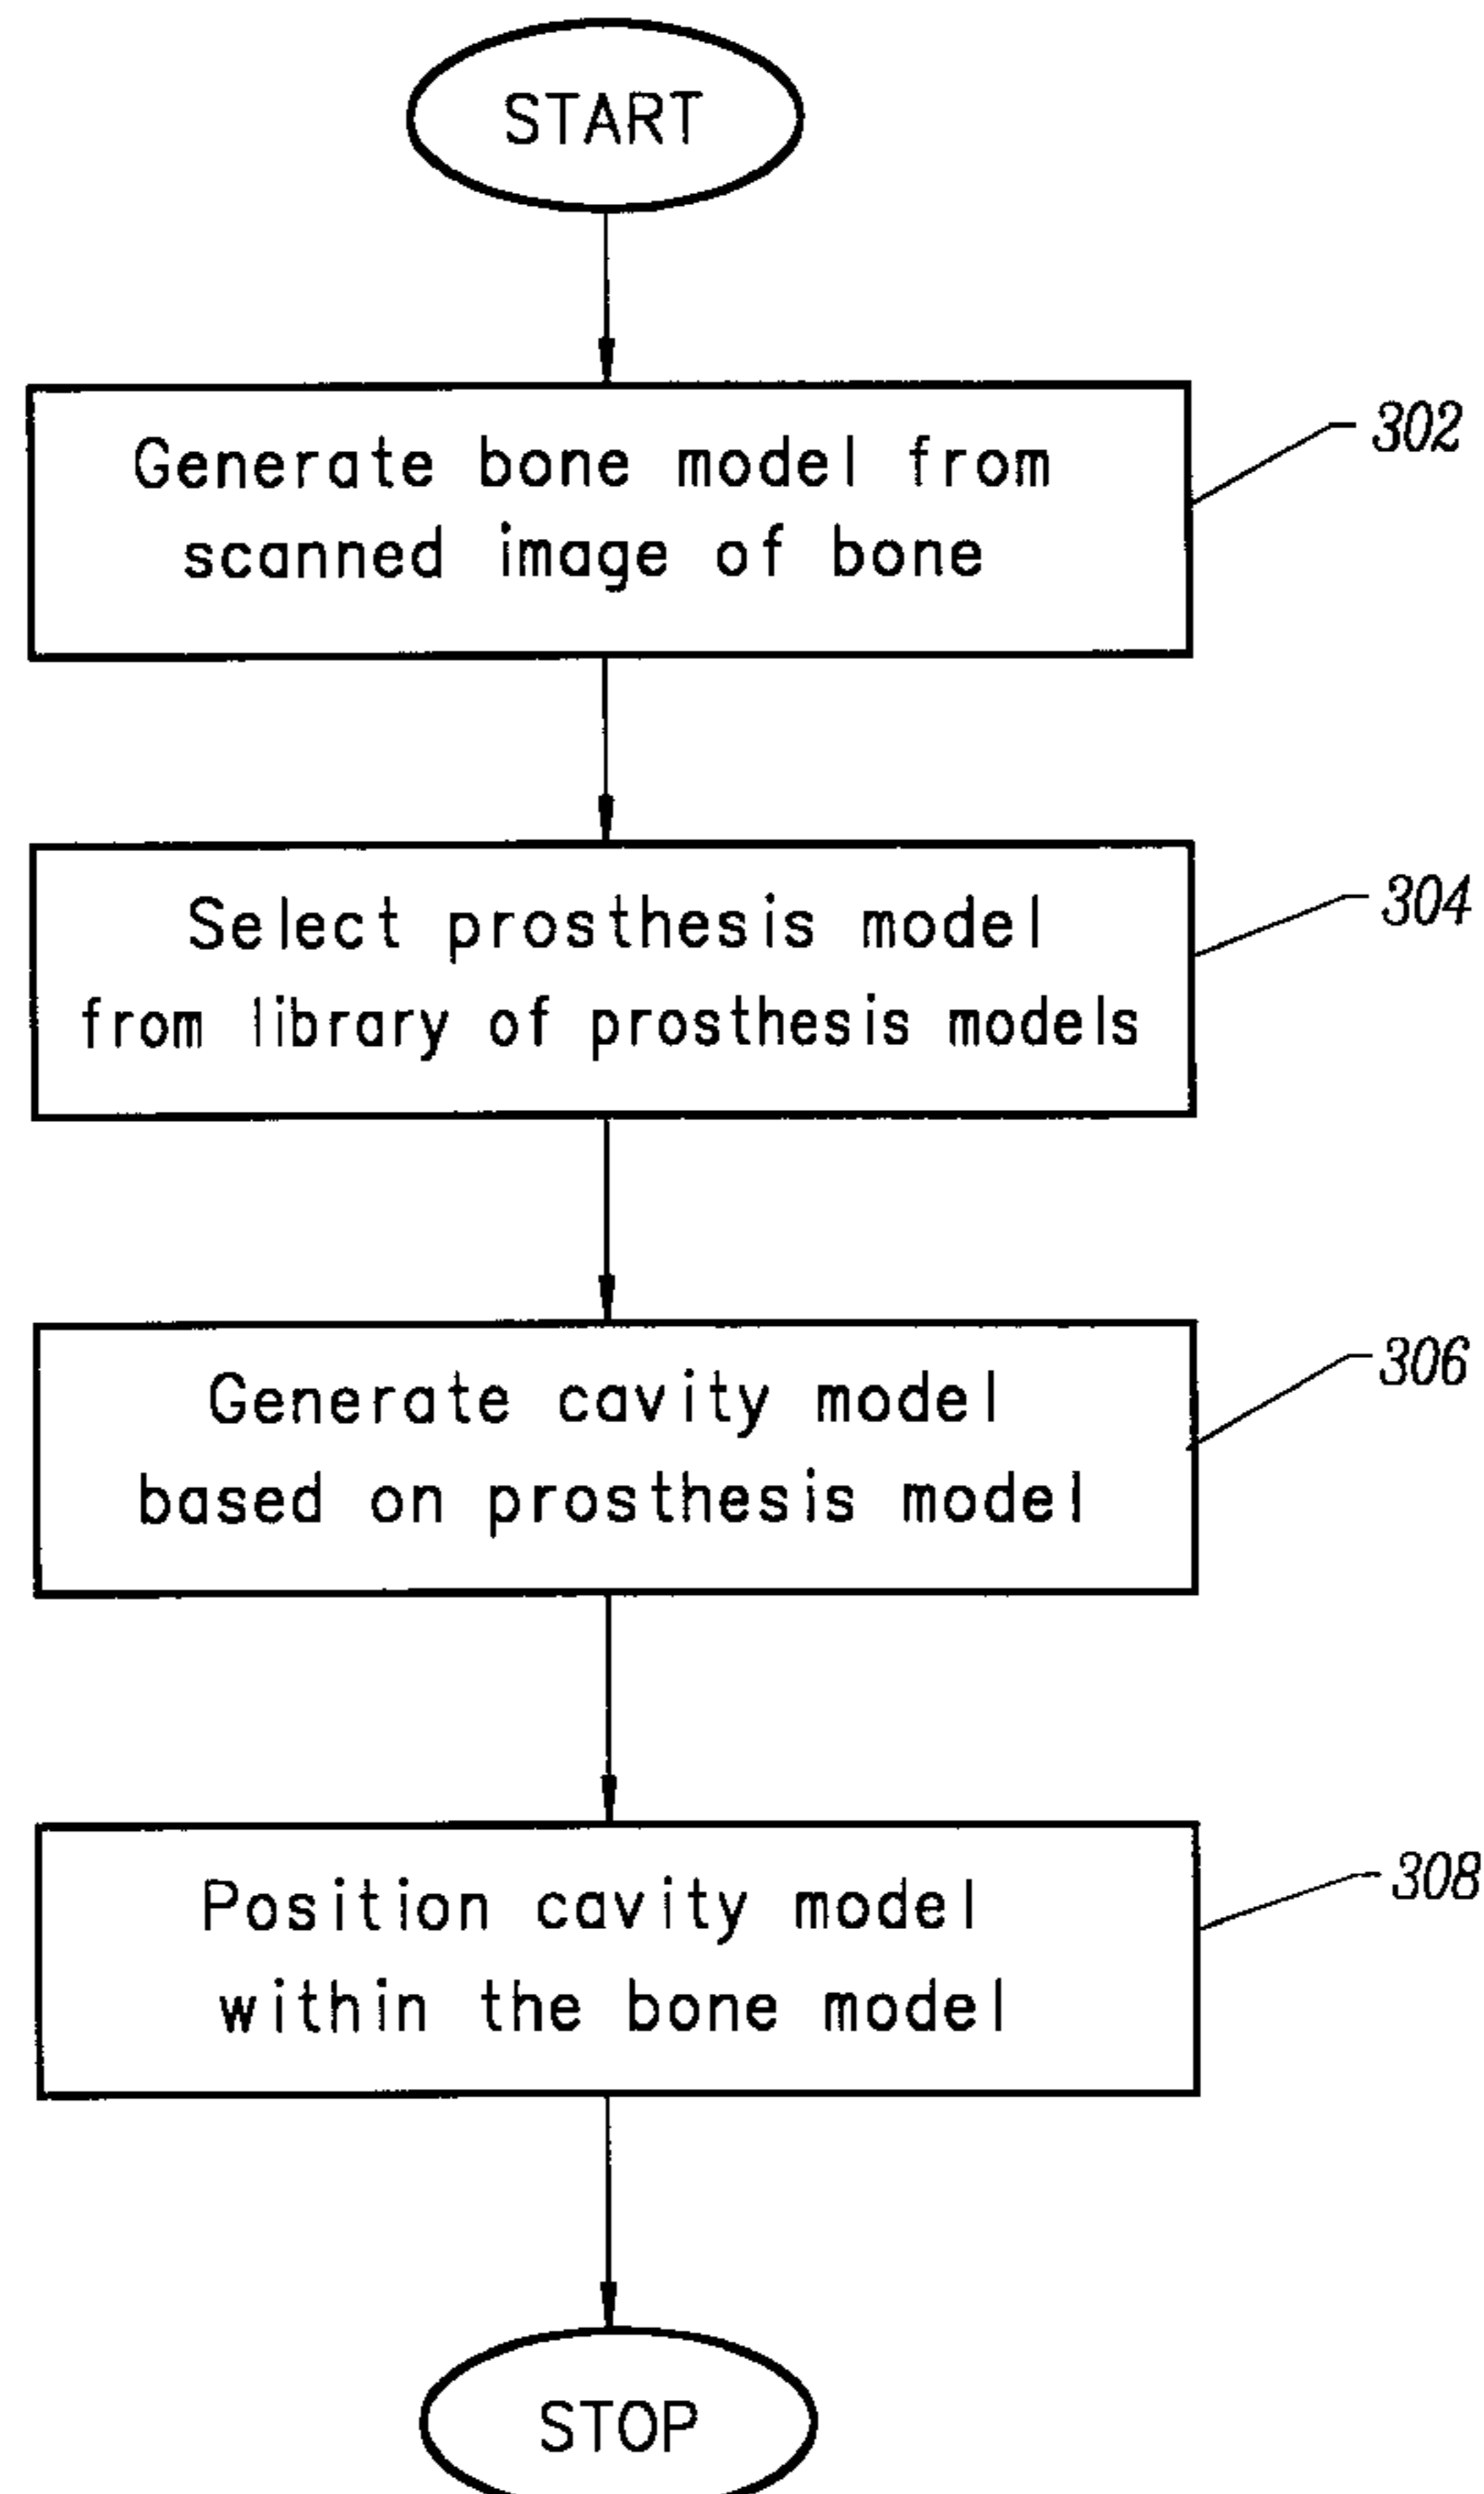 START
Generate bone model from
scanned image of bone
302
Select prosthesis model
from library of prosthesis models
304
Generate cavity model
based on prosthesis model
306
Position cavity model
within the bone model
308
STOP